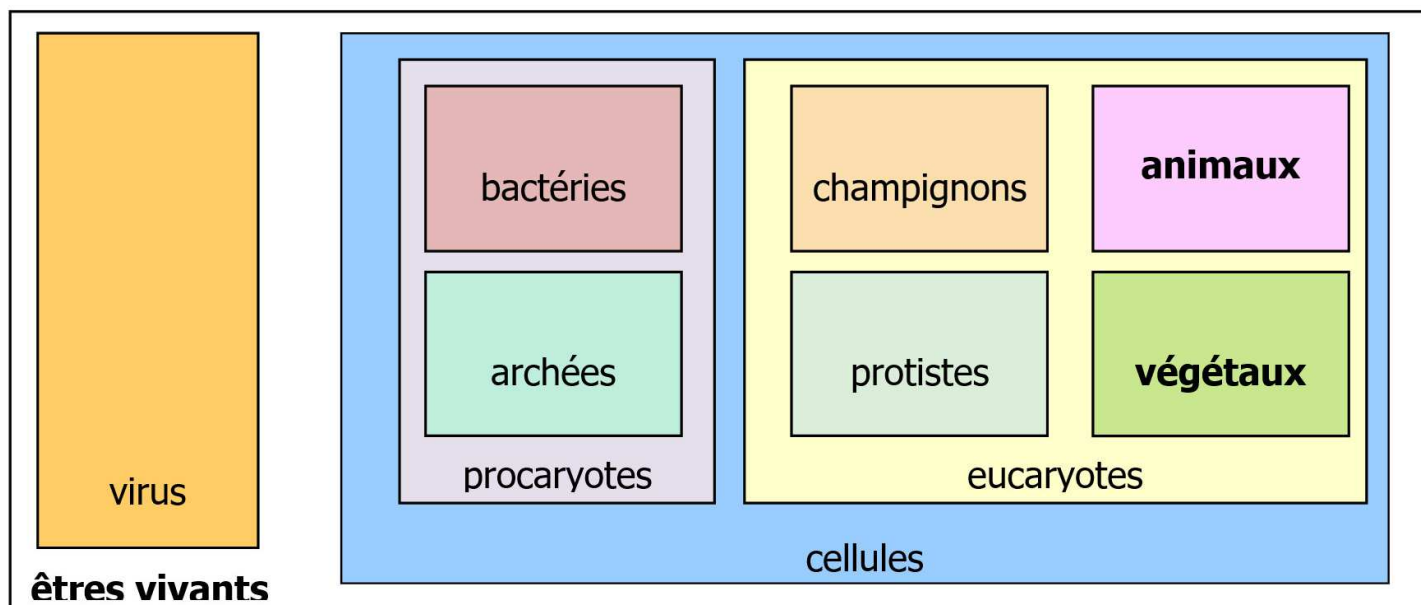 bactéries
champignons
animaux
archées
protistes
végétaux
procaryotes
eucaryotes
virus
cellules
êtres vivants